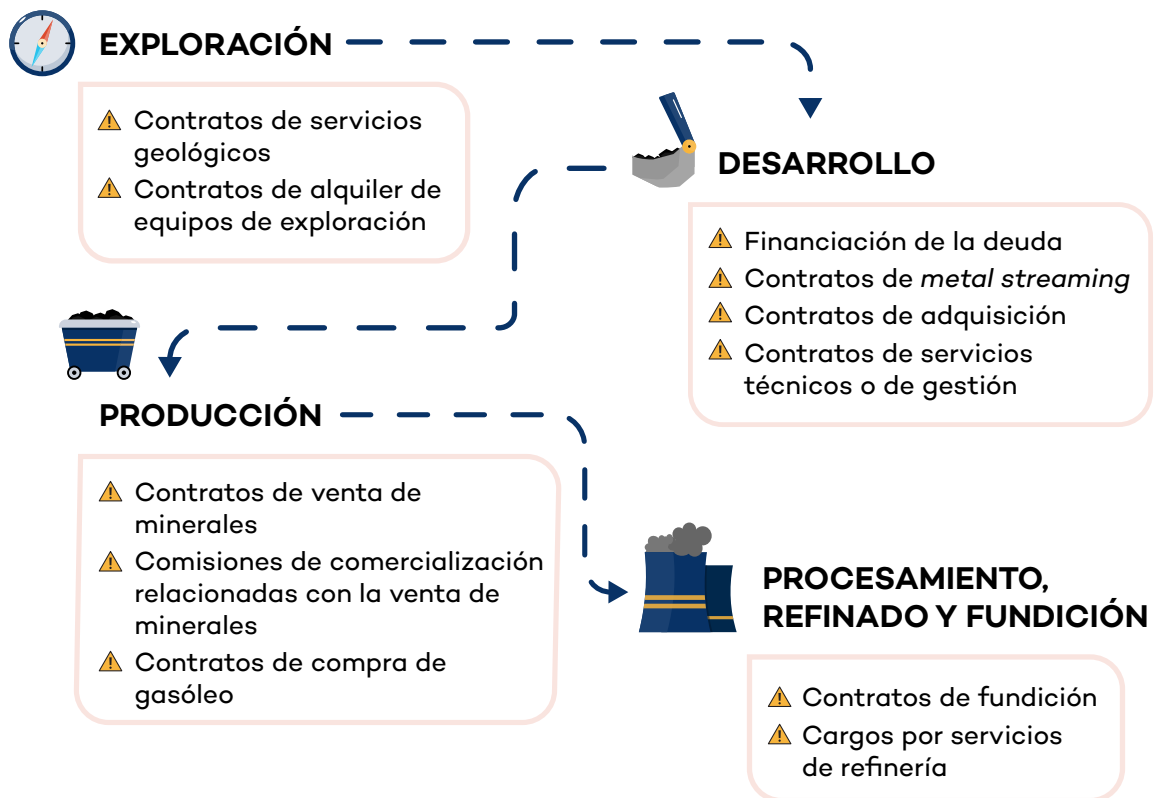 EXPLORACIÓN
Contratos de servicios
geológicos
Contratos de alquiler de
equipos de exploración
DESARROLLO
Financiación de la deuda
Contratos de metal streaming
Contratos de adquisición
Contratos de servicios
técnicos o de gestión
PRODUCCIÓN
Contratos de venta de
minerales
Comisiones de comercialización
relacionadas con la venta de
minerales
Contratos de compra de
gasóleo
PROCESAMIENTO,
REFINADO Y FUNDICIÓN
Contratos de fundición
Cargos por servicios
de refinería